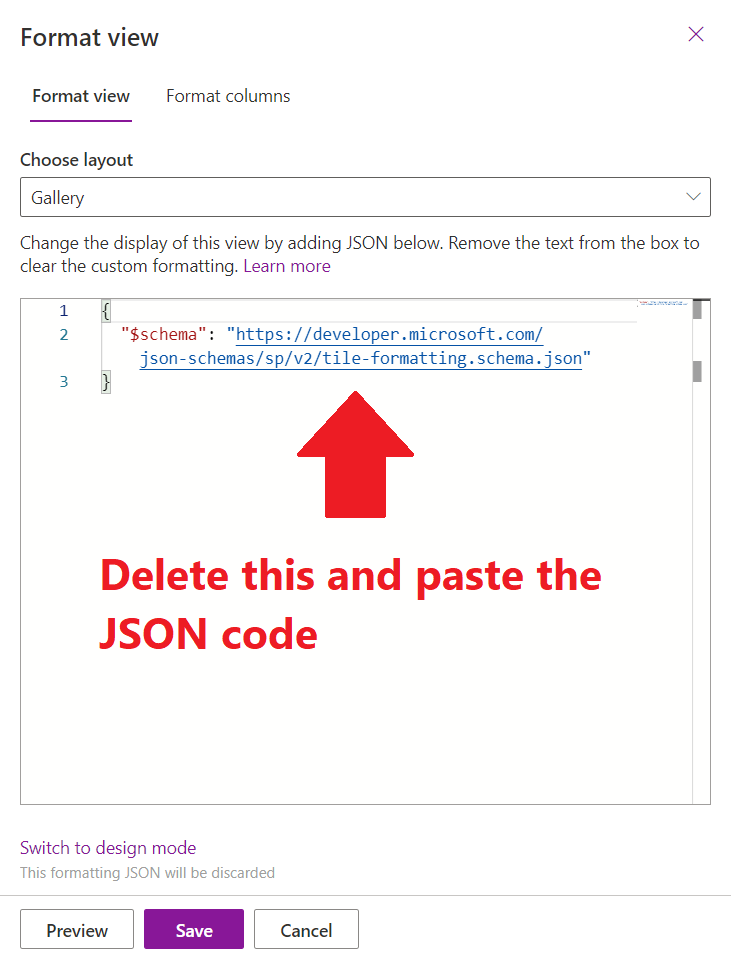 Format view
Format view Format columns
Choose layout
Gallery
Change the display of this view by adding JSON below. Remove the text from the box to
clear the custom formatting. Learn more
1 {
2 "$schema": "https://developer.microsoft.com/
json-schemas/sp/v2/tile-formatting.schema.json"
3 }
Delete this and paste the
JSON code
Switch to design mode
This formatting JSON will be discarded
Preview Save Cancel